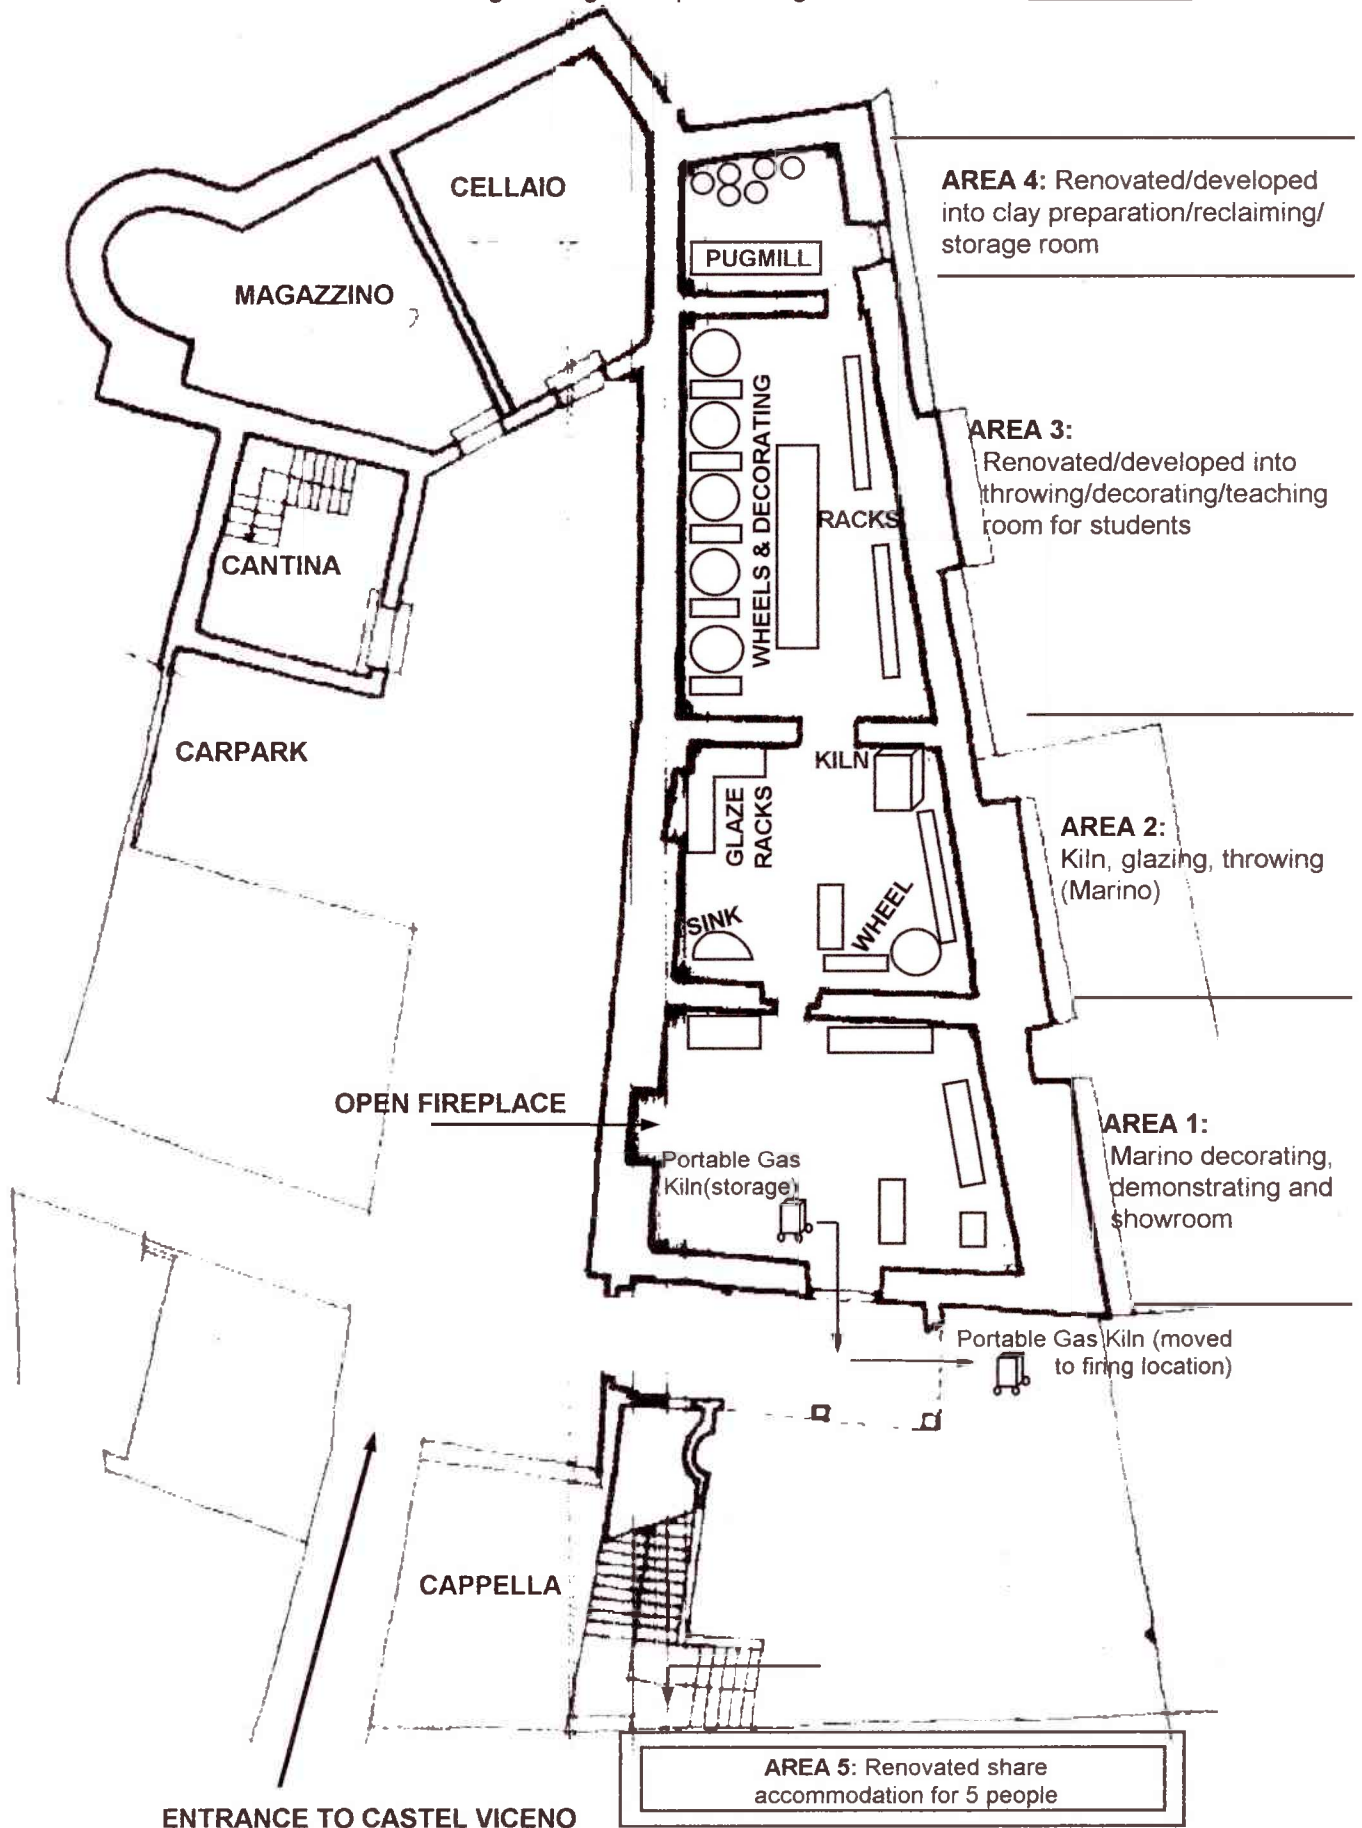 CELLAIO
MAGAZZINO
CANTINA
CARPARK
PUGMILL
WHEELS & DECORATING
RACKS
KILN
GLAZE
RACKS
SINK
WHEEL
OPEN FIREPLACE
Portable Gas
Kiln(storage)
Portable Gas Kiln (moved
to firing location)
CAPPELLA
ENTRANCE TO CASTEL VICENO
AREA 4: Renovated/developed
into clay preparation/reclaiming/
storage room
AREA 3:
Renovated/developed into
throwing/decorating/teaching
room for students
AREA 2:
Kiln, glazing, throwing
(Marino)
AREA 1:
Marino decorating,
demonstrating and
showroom
AREA 5: Renovated share
accommodation for 5 people